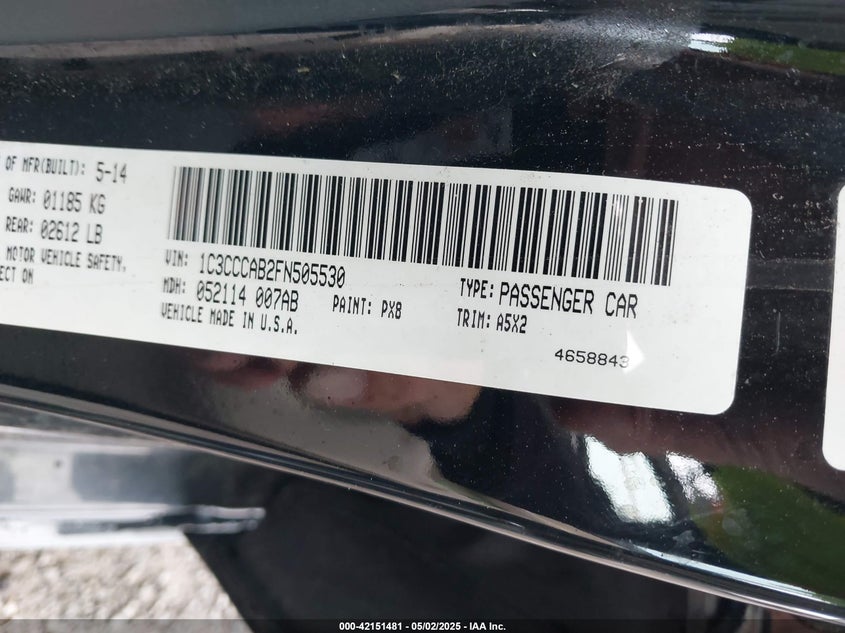 OF MFR(BUILT): 5-14
GAWR: 01185 KG
REAR: 02612 LB
MOTOR VEHICLE SAFETY,
ECT ON
VIN: 1C3CCCAB2FN505530
MDH: 052114 007AB
PAINT: PX8
VEHICLE MADE IN U.S.A.
TYPE: PASSENGER CAR
TRIM: A5X2
4658843
000-42151481 - 05/02/2025 - IAA Inc.